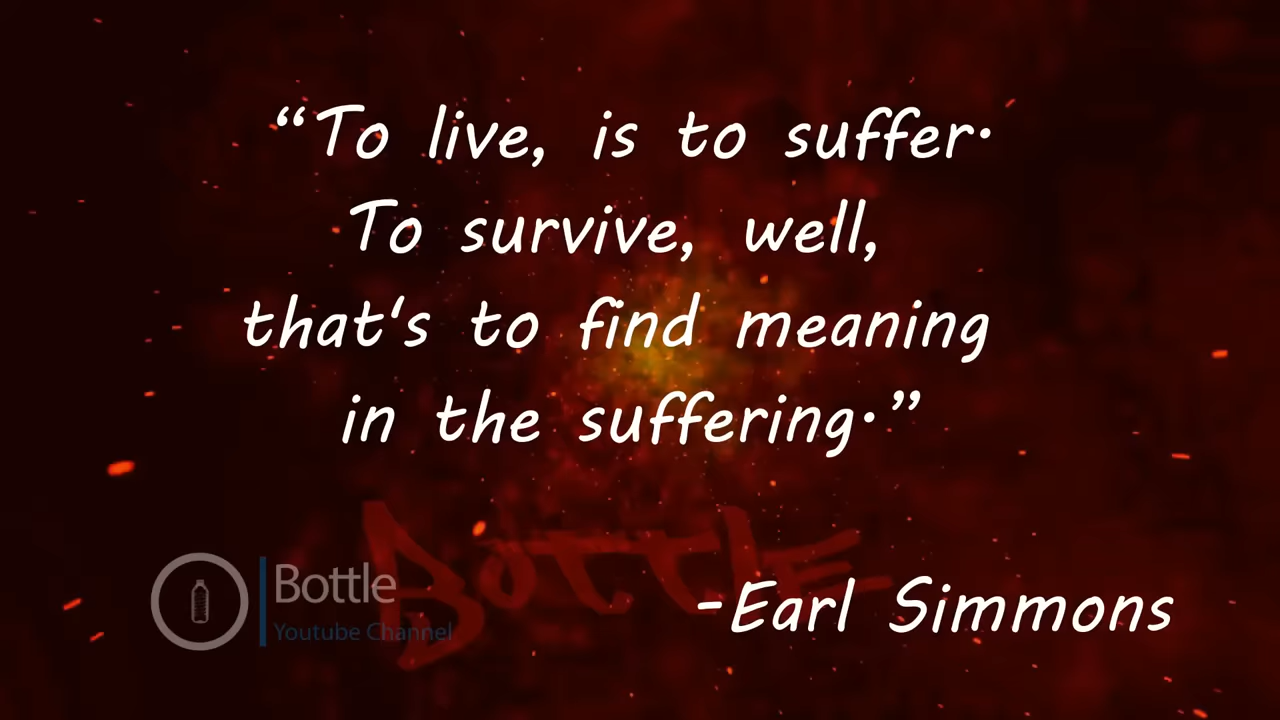 “To live, is to suffer.
To survive, well,
that's to find meaning
in the suffering.”
Bottle
Bottle
Youtube Channel
-Earl Simmons